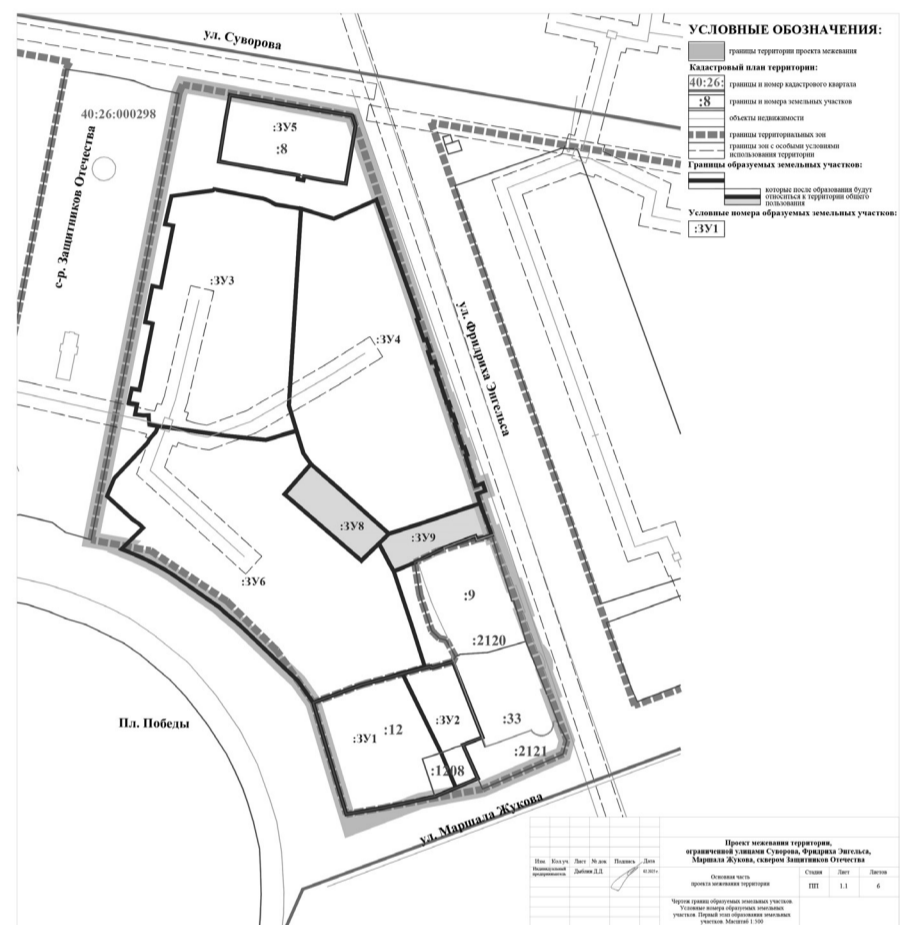 ул. Суворова
40:26:000298
с-р. Защитников Отечества
:ЗУ5
:8
:ЗУ3
:ЗУ4
ул. Фридриха Энгельса
:ЗУ8
:ЗУ9
:ЗУ6
:9
:2120
Пл. Победы
:ЗУ1
:12
:ЗУ2
:33
:2121
:1208
ул. Маршала Жукова
УСЛОВНЫЕ ОБОЗНАЧЕНИЯ:
границы территории проекта межевания
Кадастровый план территории:
40:26:
границы и номер кадастрового квартала
:8
границы и номера земельных участков
объекты недвижимости
границы территориальных зон
границы зон с особыми условиями
использования территории
Границы образуемых земельных участков:
которые после образования будут
относиться к территории общего
пользования
Условные номера образуемых земельных участков:
:ЗУ1
Проект межевания территории,
ограниченной улицами Суворова, Фридриха Энгельса,
Маршала Жукова, сквером Защитников Отечества
Изм. Кол.уч. Лист № док Подпись Дата
Индивидуальный
предприниматель
Основная часть
проекта межевания территории
Стадия Лист Листов
ПП 1.1 6
Чертеж границ образуемых земельных участков.
Условные номера образуемых земельных
участков. Первый этап образования земельных
участков. Масштаб 1:500